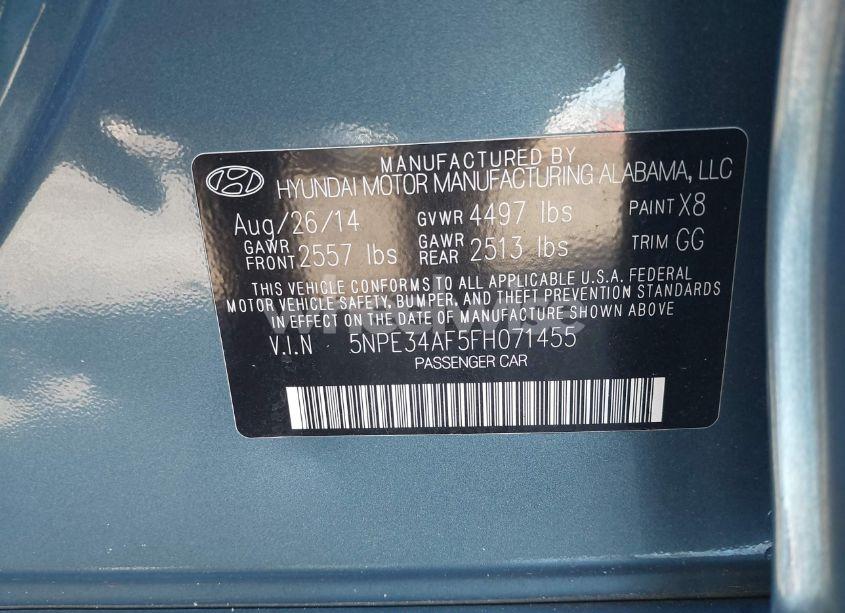 MANUFACTURED BY
HYUNDAI MOTOR MANUFACTURING ALABAMA, LLC
Aug/26/14 GVWR 4497 lbs PAINT X8
GAWR FRONT 2557 lbs GAWR REAR 2513 lbs TRIM GG
THIS VEHICLE CONFORMS TO ALL APPLICABLE U.S.A. FEDERAL
MOTOR VEHICLE SAFETY, BUMPER, AND THEFT PREVENTION STANDARDS
IN EFFECT ON THE DATE OF MANUFACTURE SHOWN ABOVE.
V.I.N 5NPE34AF5FH071455
PASSENGER CAR